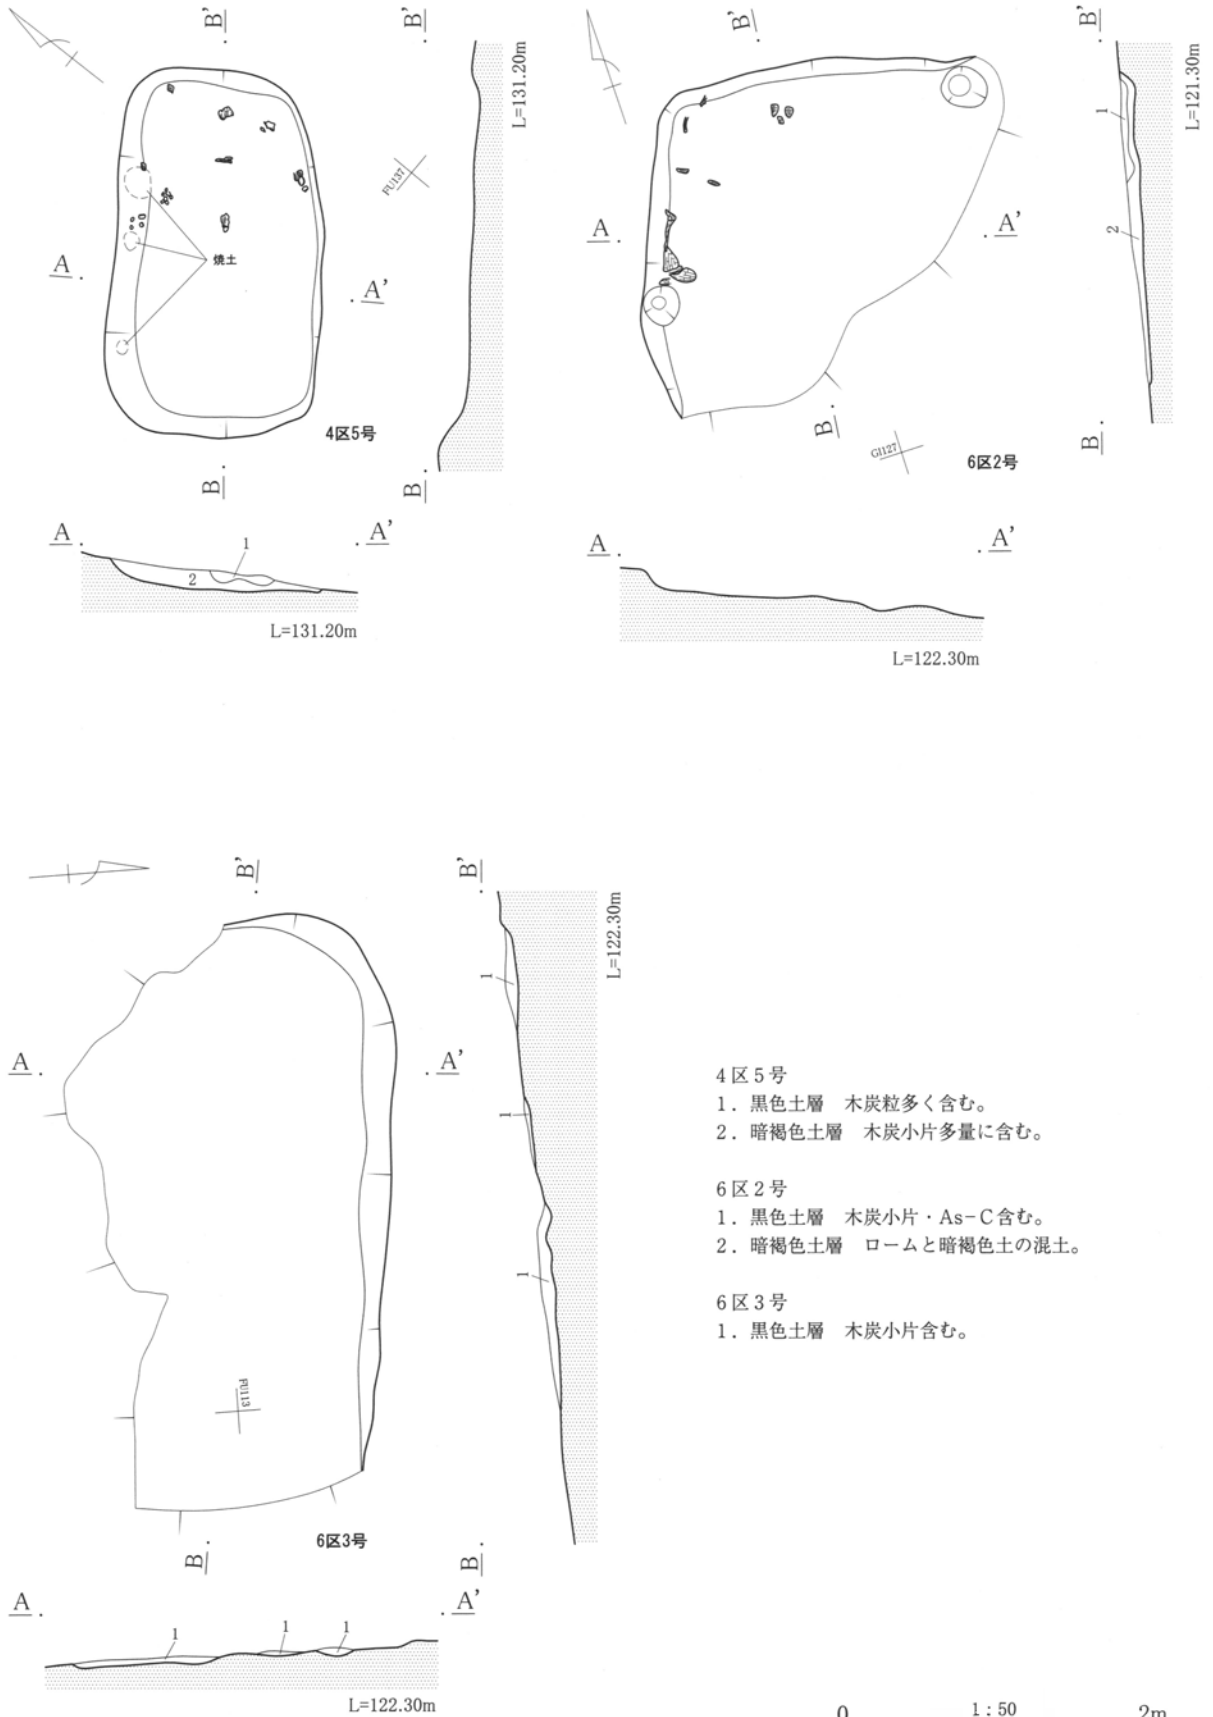 B'
B'
L=131.20m
FU137
焼土
A
A'
4区5号
B
B
A
A'
1
2
L=131.20m
B'
B'
L=121.30m
1
2
A
A'
B
B
GI127
6区2号
A
A'
L=122.30m
B'
B'
L=122.30m
1
A
A'
1
1
FU113
6区3号
B
B
A
A'
1
1
1
L=122.30m
4区5号
1. 黒色土層 木炭粒多く含む。
2. 暗褐色土層 木炭小片多量に含む。
6区2号
1. 黒色土層 木炭小片・As-C含む。
2. 暗褐色土層 ロームと暗褐色土の混土。
6区3号
1. 黒色土層 木炭小片含む。
0 1:50 2m